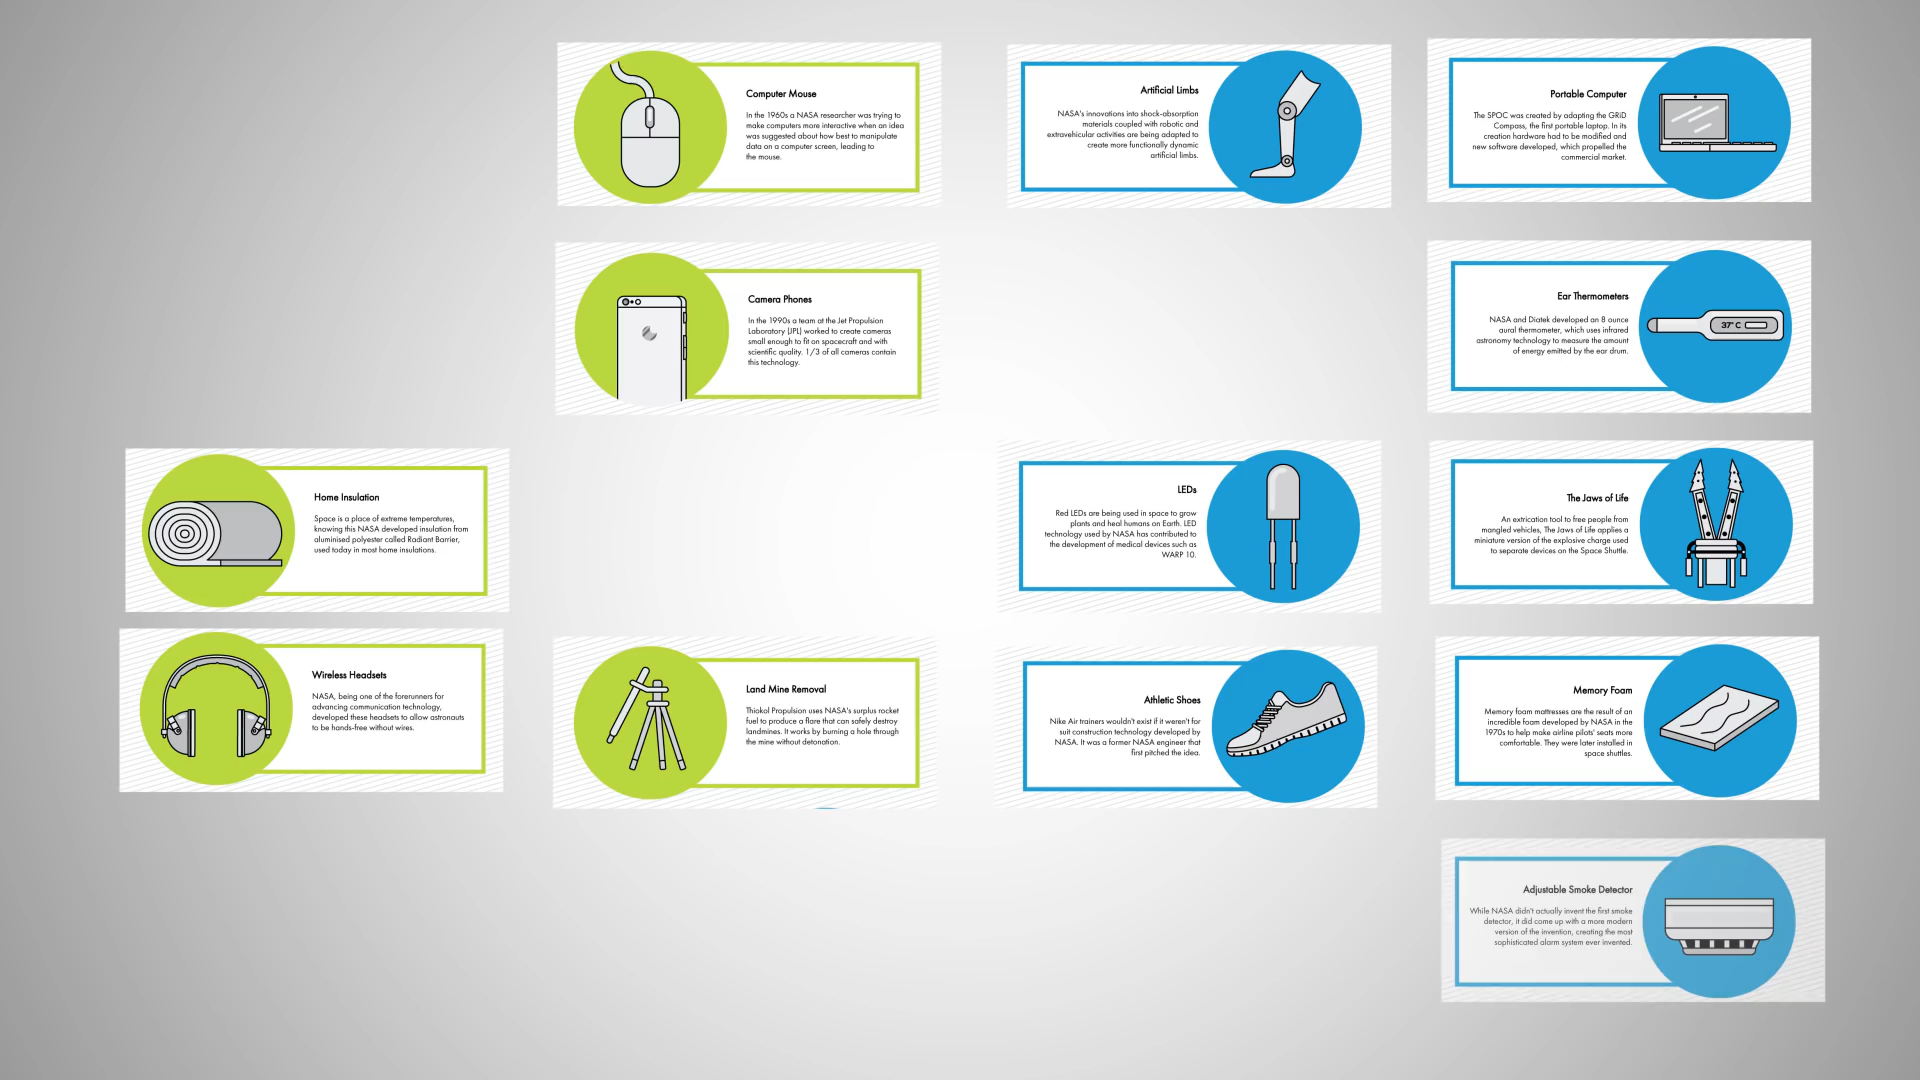 Computer Mouse
In the 1960s a NASA researcher was trying to
make computers more interactive when an idea
was suggested about how best to manipulate
data on a computer screen, leading to
the mouse.
Artificial Limbs
NASA's innovations into shock-absorption
materials coupled with robotic and
extravehicular activities are being adapted to
create more functionally dynamic
artificial limbs.
Portable Computer
The SPOC was created by adapting the GRiD
Compass, the first portable laptop. In its
creation hardware had to be modified and
new software developed, which propelled the
commercial market.
Camera Phones
In the 1990s a team at the Jet Propulsion
Laboratory (JPL) worked to create cameras
small enough to fit on spacecraft and with
scientific quality. 1/3 of all cameras contain
this technology.
Ear Thermometers
NASA and Diatek developed an 8 ounce
aural thermometer, which uses infrared
astronomy technology to measure the amount
of energy emitted by the ear drum.
37°C
Home Insulation
Space is a place of extreme temperatures,
knowing this NASA developed insulation from
aluminised polyester called Radiant Barrier,
used today in most home insulations.
LEDs
Red LEDs are being used in space to grow
plants and heal humans on Earth. LED
technology used by NASA has contributed to
the development of medical devices such as
WARP 10.
The Jaws of Life
An extrication tool to free people from
mangled vehicles, The Jaws of Life applies a
miniature version of the explosive charge used
to separate devices on the Space Shuttle.
Wireless Headsets
NASA, being one of the forerunners for
advancing communication technology,
developed these headsets to allow astronauts
to be hands-free without wires.
Land Mine Removal
Thiokol Propulsion uses NASA's surplus rocket
fuel to produce a flare that can safely destroy
landmines. It works by burning a hole through
the mine without detonation.
Athletic Shoes
Nike Air trainers wouldn't exist if it weren't for
suit construction technology developed by
NASA. It was a former NASA engineer that
first pitched the idea.
Memory Foam
Memory foam mattresses are the result of an
incredible foam developed by NASA in the
1970s to help make airline pilots' seats more
comfortable. They were later installed in
space shuttles.
Adjustable Smoke Detector
While NASA didn't actually invent the first smoke
detector, it did come up with a more modern
version of the invention, creating the most
sophisticated alarm system ever invented.